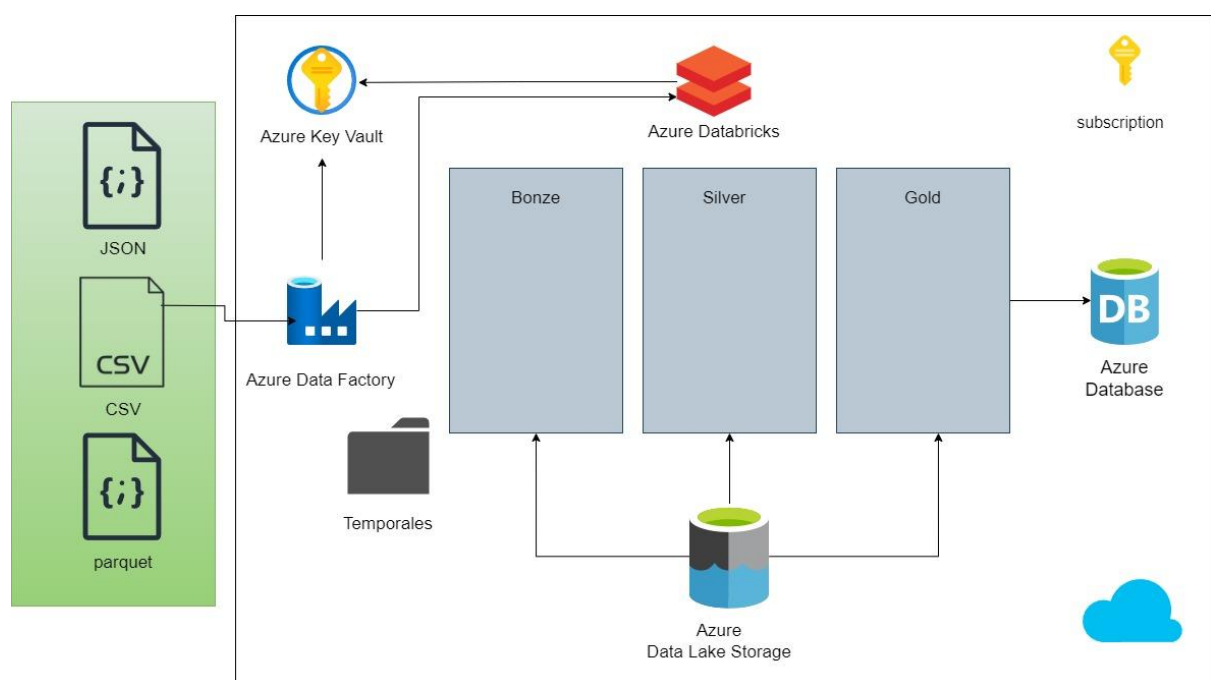 JSON
CSV
CSV
parquet
Azure Key Vault
Azure Data Factory
Temporales
Azure Databricks
Bonze
Silver
Gold
Azure
Data Lake Storage
subscription
DB
Azure
Database